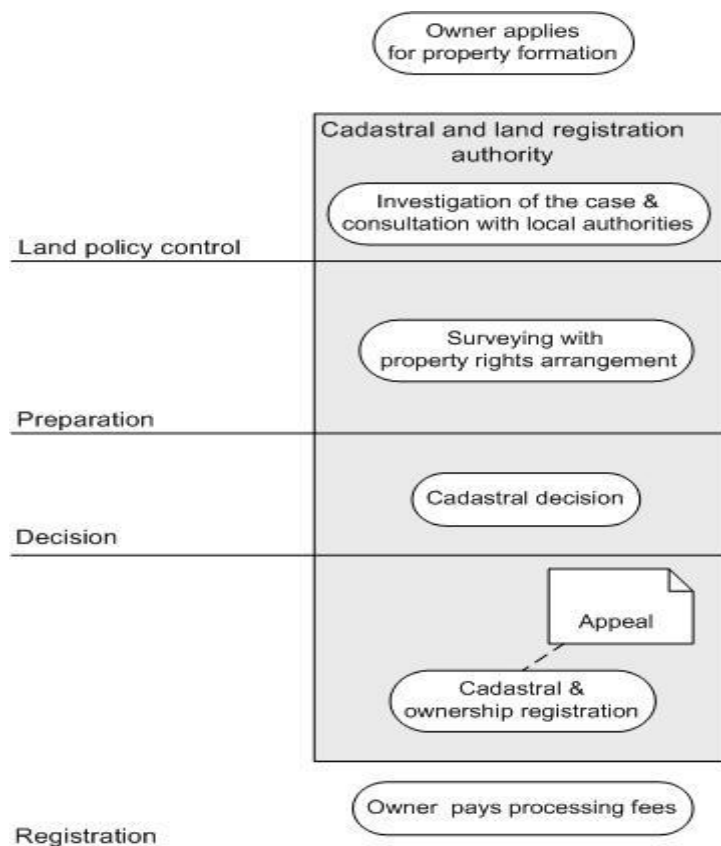 Owner applies
for property formation
Cadastral and land registration
authority
Investigation of the case &
consultation with local authorities
Land policy control
Surveying with
property rights arrangement
Preparation
Cadastral decision
Decision
Appeal
Cadastral &
ownership registration
Owner pays processing fees
Registration